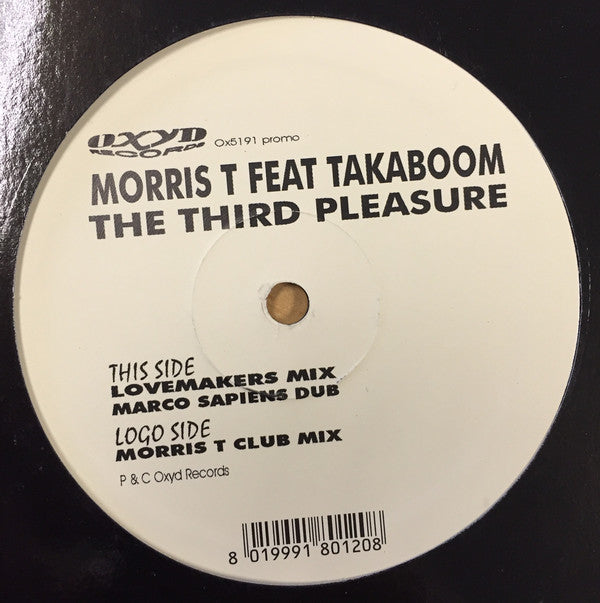 OXYD
RECORDS
Ox5191 promo
MORRIS T FEAT TAKABOOM
THE THIRD PLEASURE
THIS SIDE
LOVEMAKERS MIX
MARCO SAPIENS DUB
LOGO SIDE
MORRIS T CLUB MIX
P & C Oxyd Records
8 019991 801208